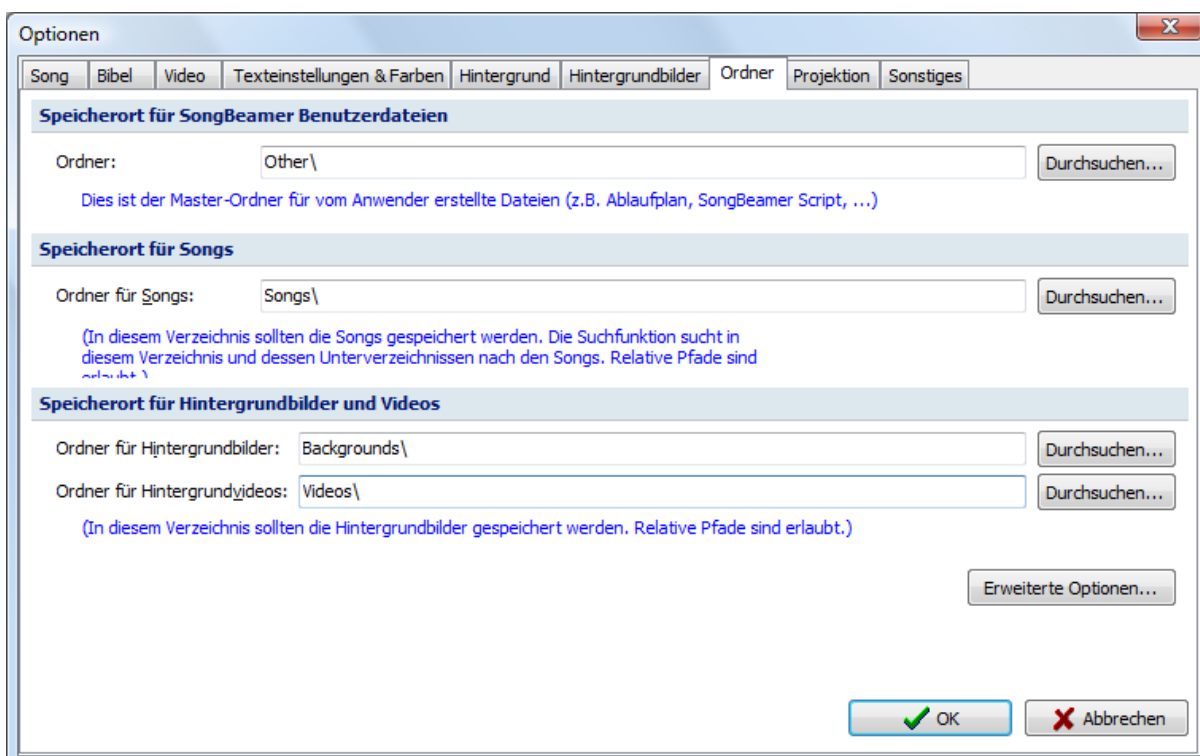 Optionen
Song Bibel Video Texteinstellungen & Farben Hintergrund Hintergrundbilder Ordner Projektion Sonstiges
Speicherort für SongBeamer Benutzerdateien
Ordner: Other\ Durchsuchen...
Dies ist der Master-Ordner für vom Anwender erstellte Dateien (z.B. Ablaufplan, SongBeamer Script, ...)
Speicherort für Songs
Ordner für Songs: Songs\ Durchsuchen...
(In diesem Verzeichnis sollten die Songs gespeichert werden. Die Suchfunktion sucht in
diesem Verzeichnis und dessen Unterverzeichnissen nach den Songs. Relative Pfade sind
erlaubt.)
Speicherort für Hintergrundbilder und Videos
Ordner für Hintergrundbilder: Backgrounds\ Durchsuchen...
Ordner für Hintergrundvideos: Videos\ Durchsuchen...
(In diesem Verzeichnis sollten die Hintergrundbilder gespeichert werden. Relative Pfade sind erlaubt.)
Erweiterte Optionen...
OK Abbrechen